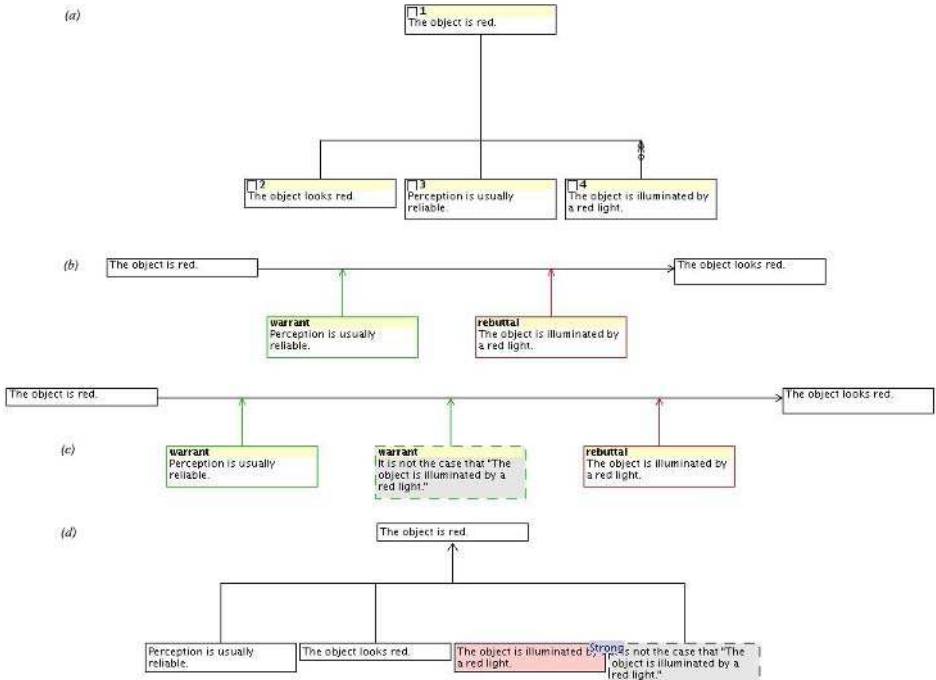 (a)
1
The object is red.
2
The object looks red.
3
Perception is usually
reliable.
4
The object is illuminated by
a red light.
(b)
The object is red.
The object looks red.
warrant
Perception is usually
reliable.
rebuttal
The object is illuminated by
a red light.
The object is red.
The object looks red.
(c)
warrant
Perception is usually
reliable.
warrant
It is not the case that "The
object is illuminated by a
red light."
rebuttal
The object is illuminated by
a red light.
(d)
The object is red.
Perception is usually
reliable.
The object looks red.
The object is illuminated
a red light.
Strong
is not the case that "The
object is illuminated by a
red light."